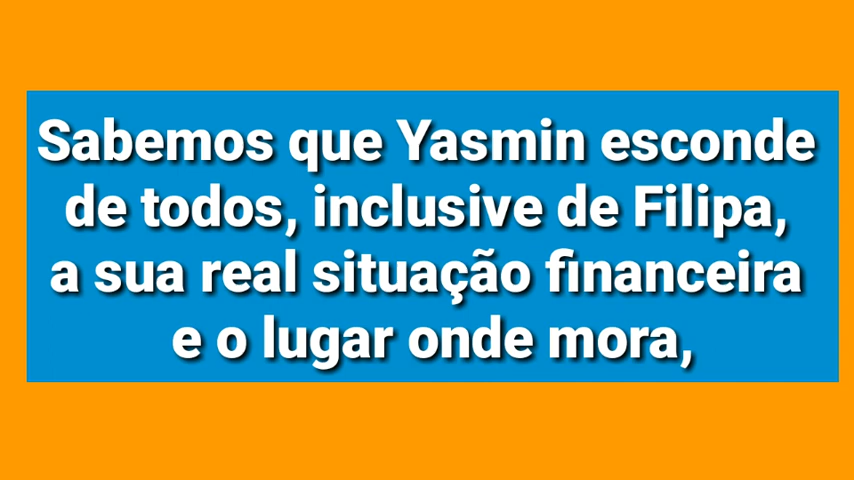 Sabemos que Yasmin esconde
de todos, inclusive de Filipa,
a sua real situação financeira
e o lugar onde mora,